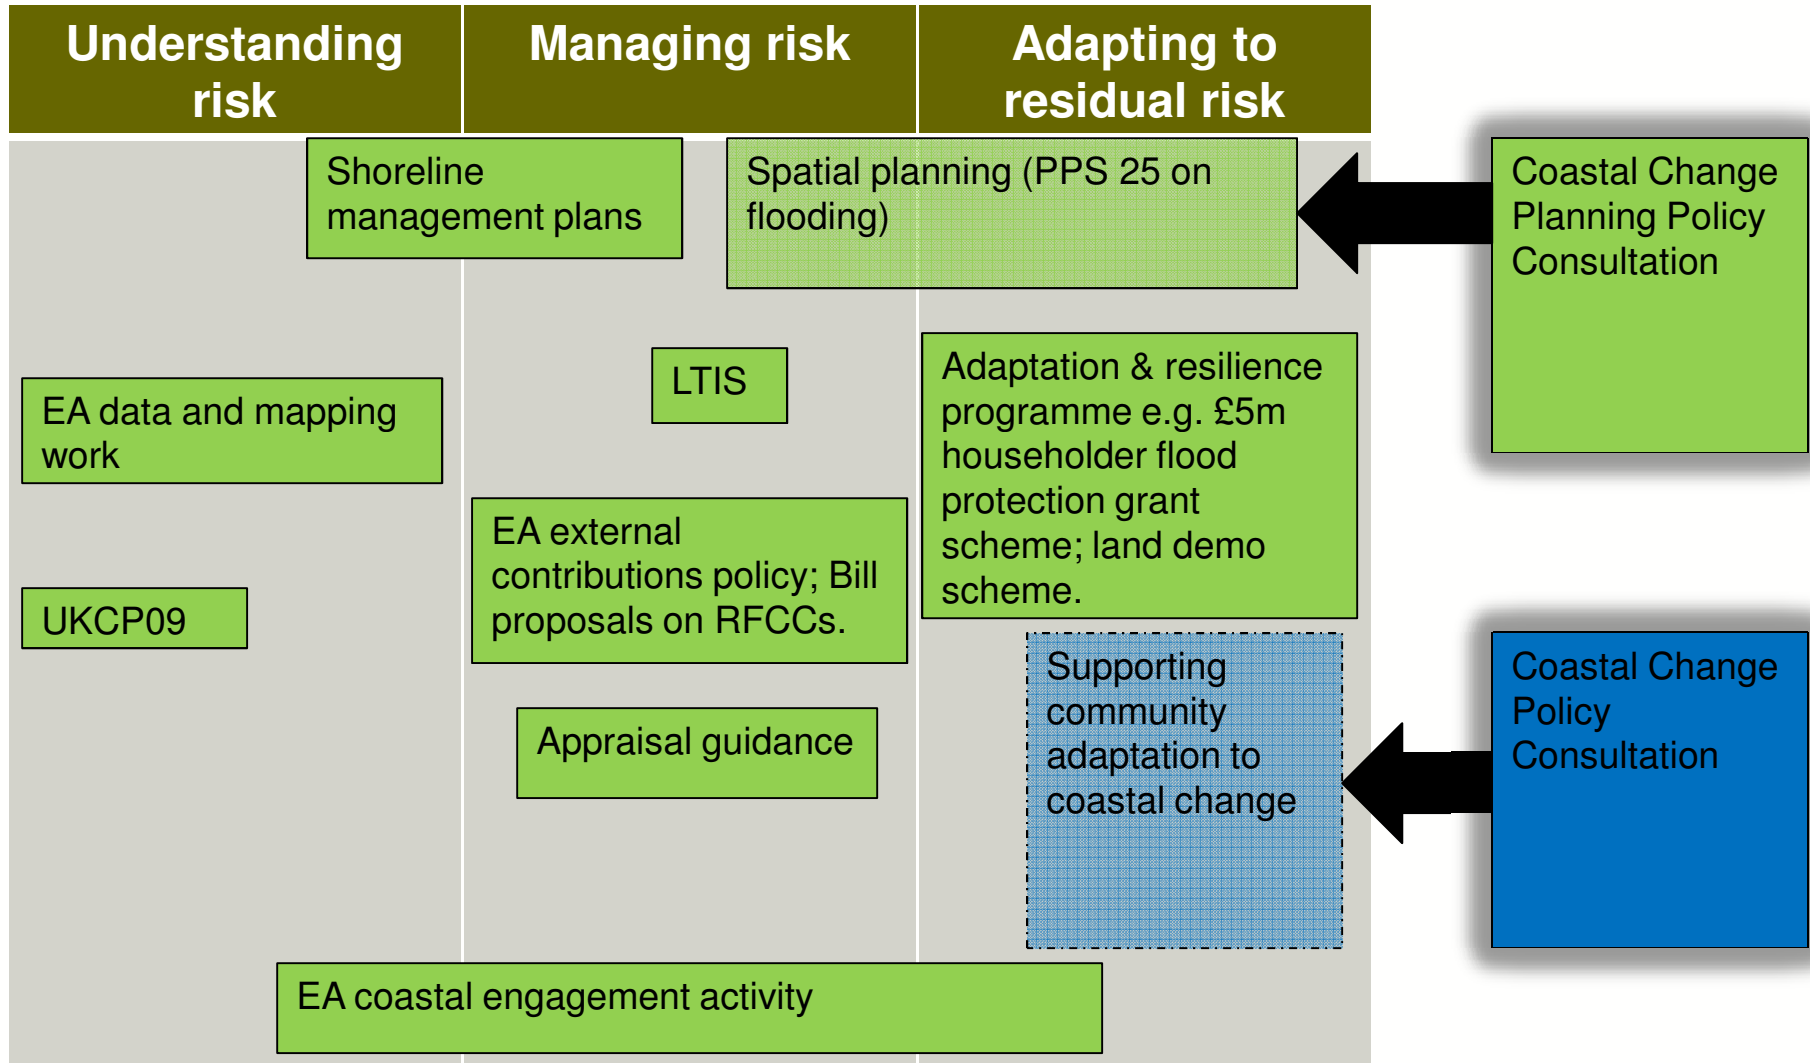 Understanding
risk
Managing risk
Adapting to
residual risk
Shoreline
management plans
Spatial planning (PPS 25 on
flooding)
Coastal Change
Planning Policy
Consultation
EA data and mapping
work
LTIS
Adaptation & resilience
programme e.g. £5m
householder flood
protection grant
scheme; land demo
scheme.
EA external
contributions policy; Bill
proposals on RFCCs.
UKCP09
Supporting
community
adaptation to
coastal change
Coastal Change
Policy
Consultation
Appraisal guidance
EA coastal engagement activity